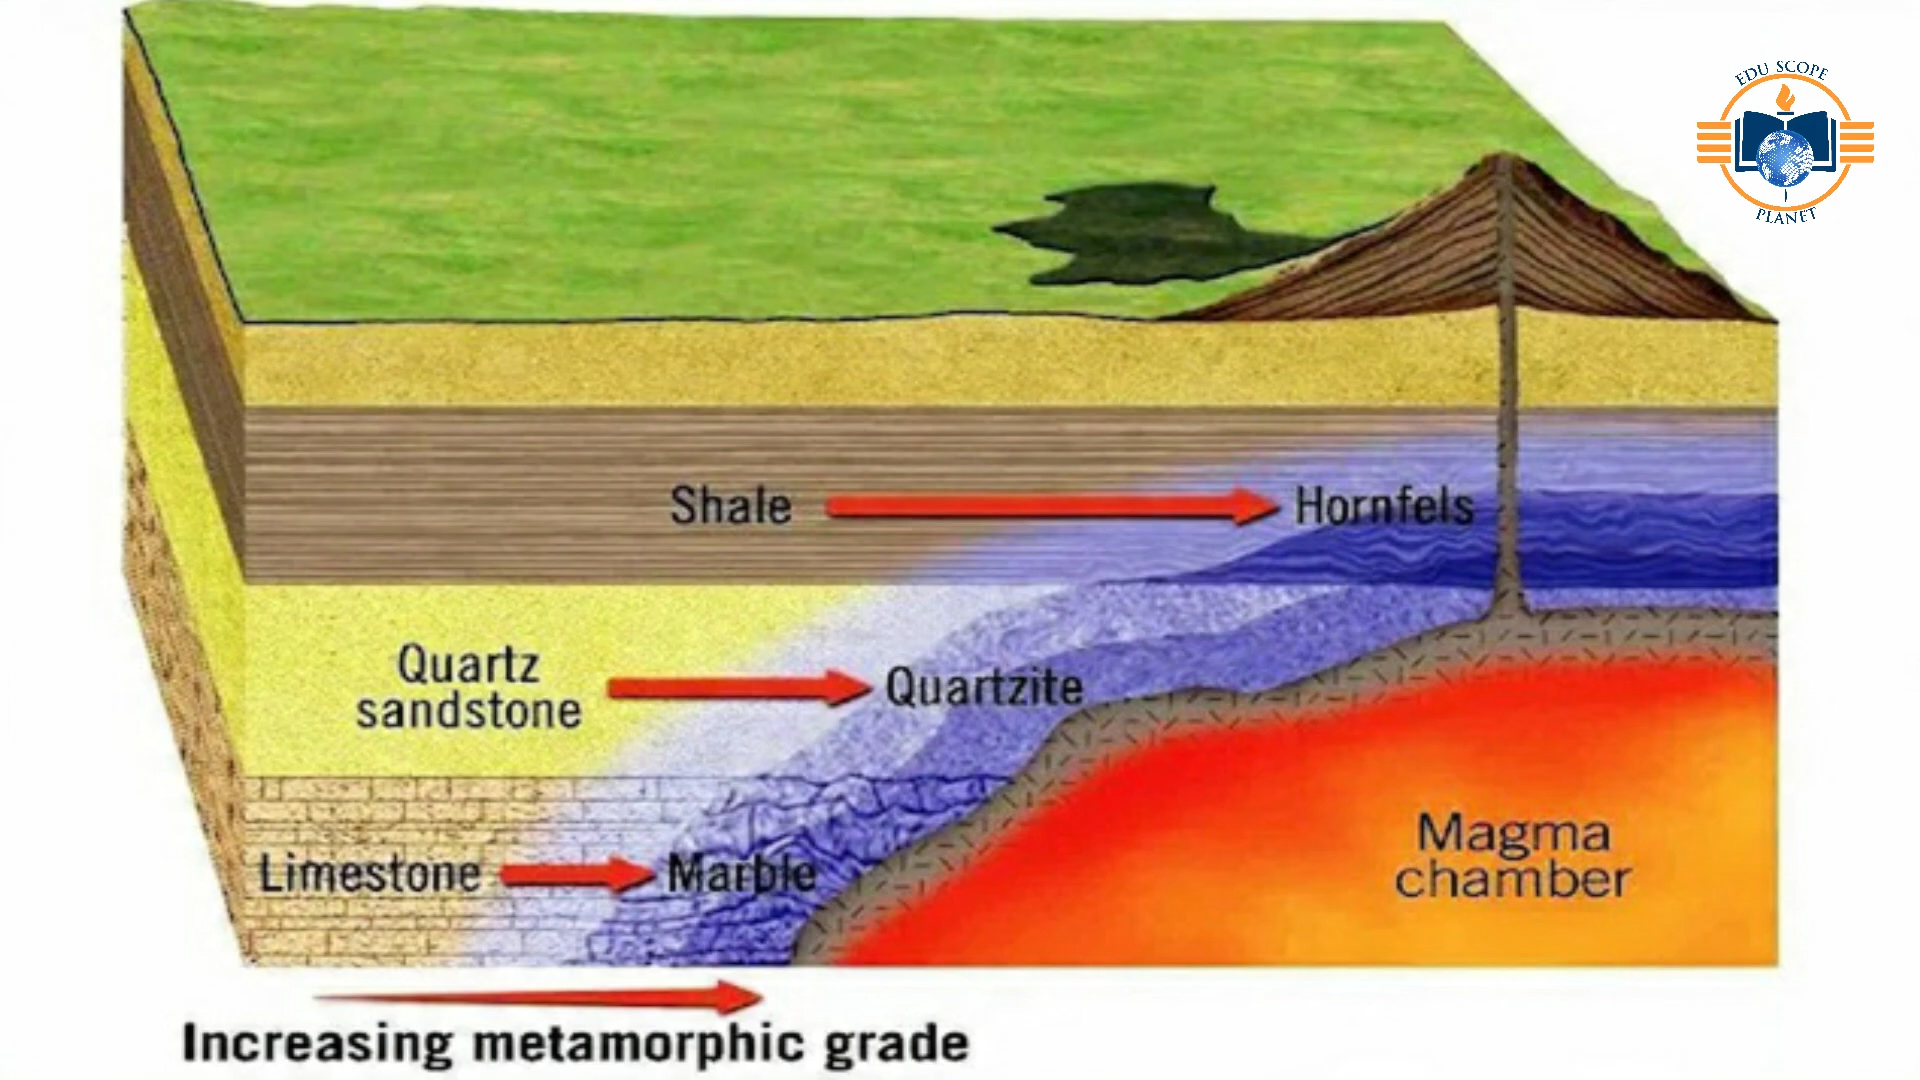 EDU SCOPE
PLANET
Shale
Hornfels
Quartz
sandstone
Quartzite
Limestone
Marble
Magma
chamber
Increasing metamorphic grade